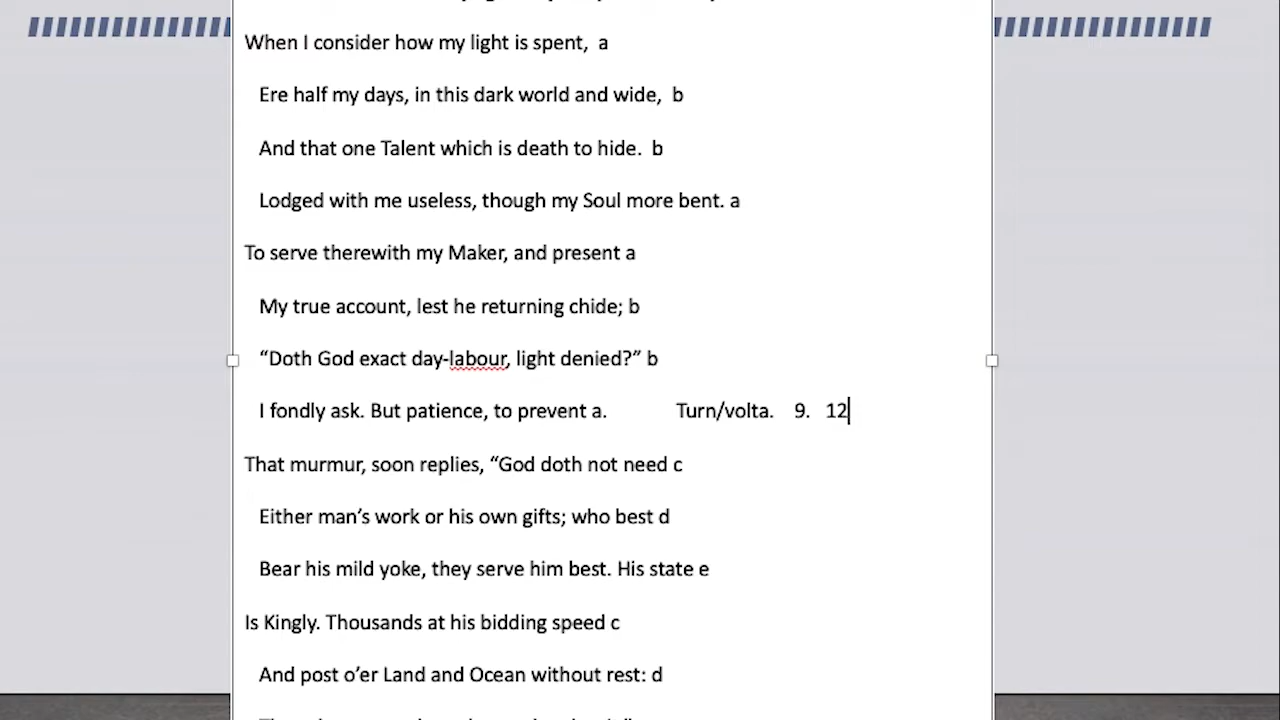 When I consider how my light is spent, a
Ere half my days, in this dark world and wide, b
And that one Talent which is death to hide. b
Lodged with me useless, though my Soul more bent. a
To serve therewith my Maker, and present a
My true account, lest he returning chide; b
“Doth God exact day-labour, light denied?” b
I fondly ask. But patience, to prevent a. Turn/volta. 9. 12
That murmur, soon replies, “God doth not need c
Either man’s work or his own gifts; who best d
Bear his mild yoke, they serve him best. His state e
Is Kingly. Thousands at his bidding speed c
And post o’er Land and Ocean without rest: d